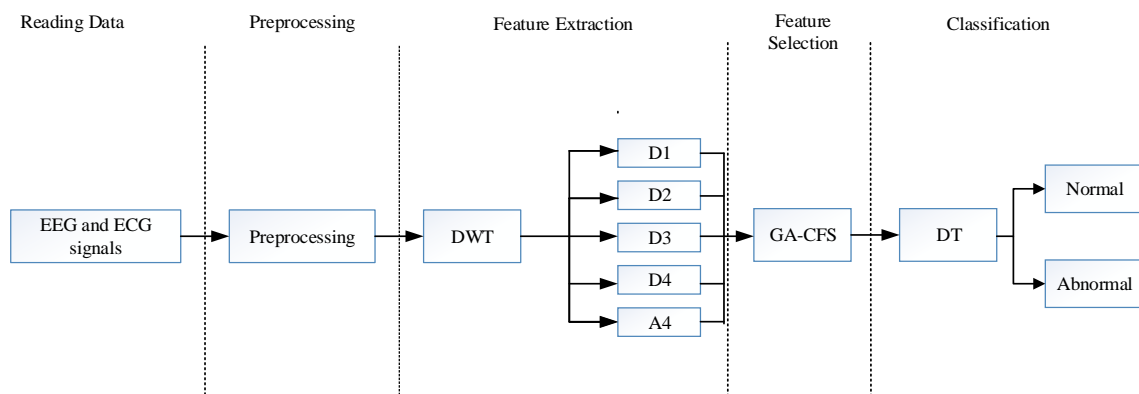 Reading Data
Preprocessing
Feature Extraction
Feature
Selection
Classification
EEG and ECG
signals
Preprocessing
DWT
D1
D2
D3
D4
A4
GA-CFS
DT
Normal
Abnormal